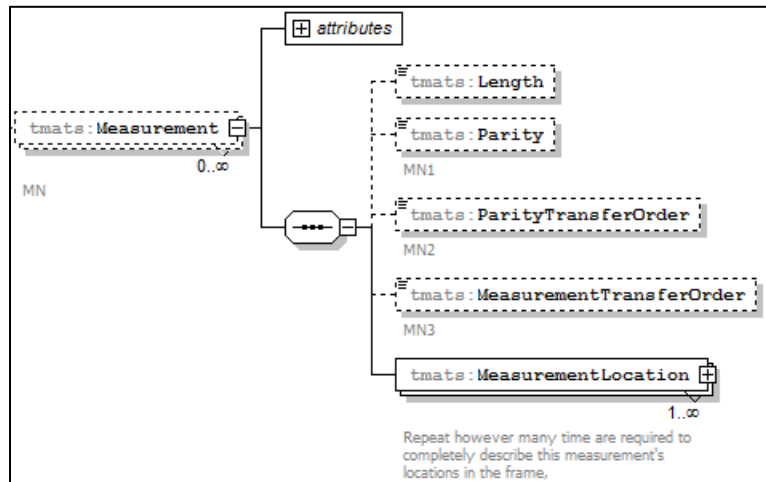 attributes
tmats:Length
tmats:Measurement
tmats:Parity
0..∞
MN1
MN
tmats:ParityTransferOrder
MN2
tmats:MeasurementTransferOrder
MN3
tmats:MeasurementLocation
1..∞
Repeat however many time are required to
completely describe this measurement's
locations in the frame,